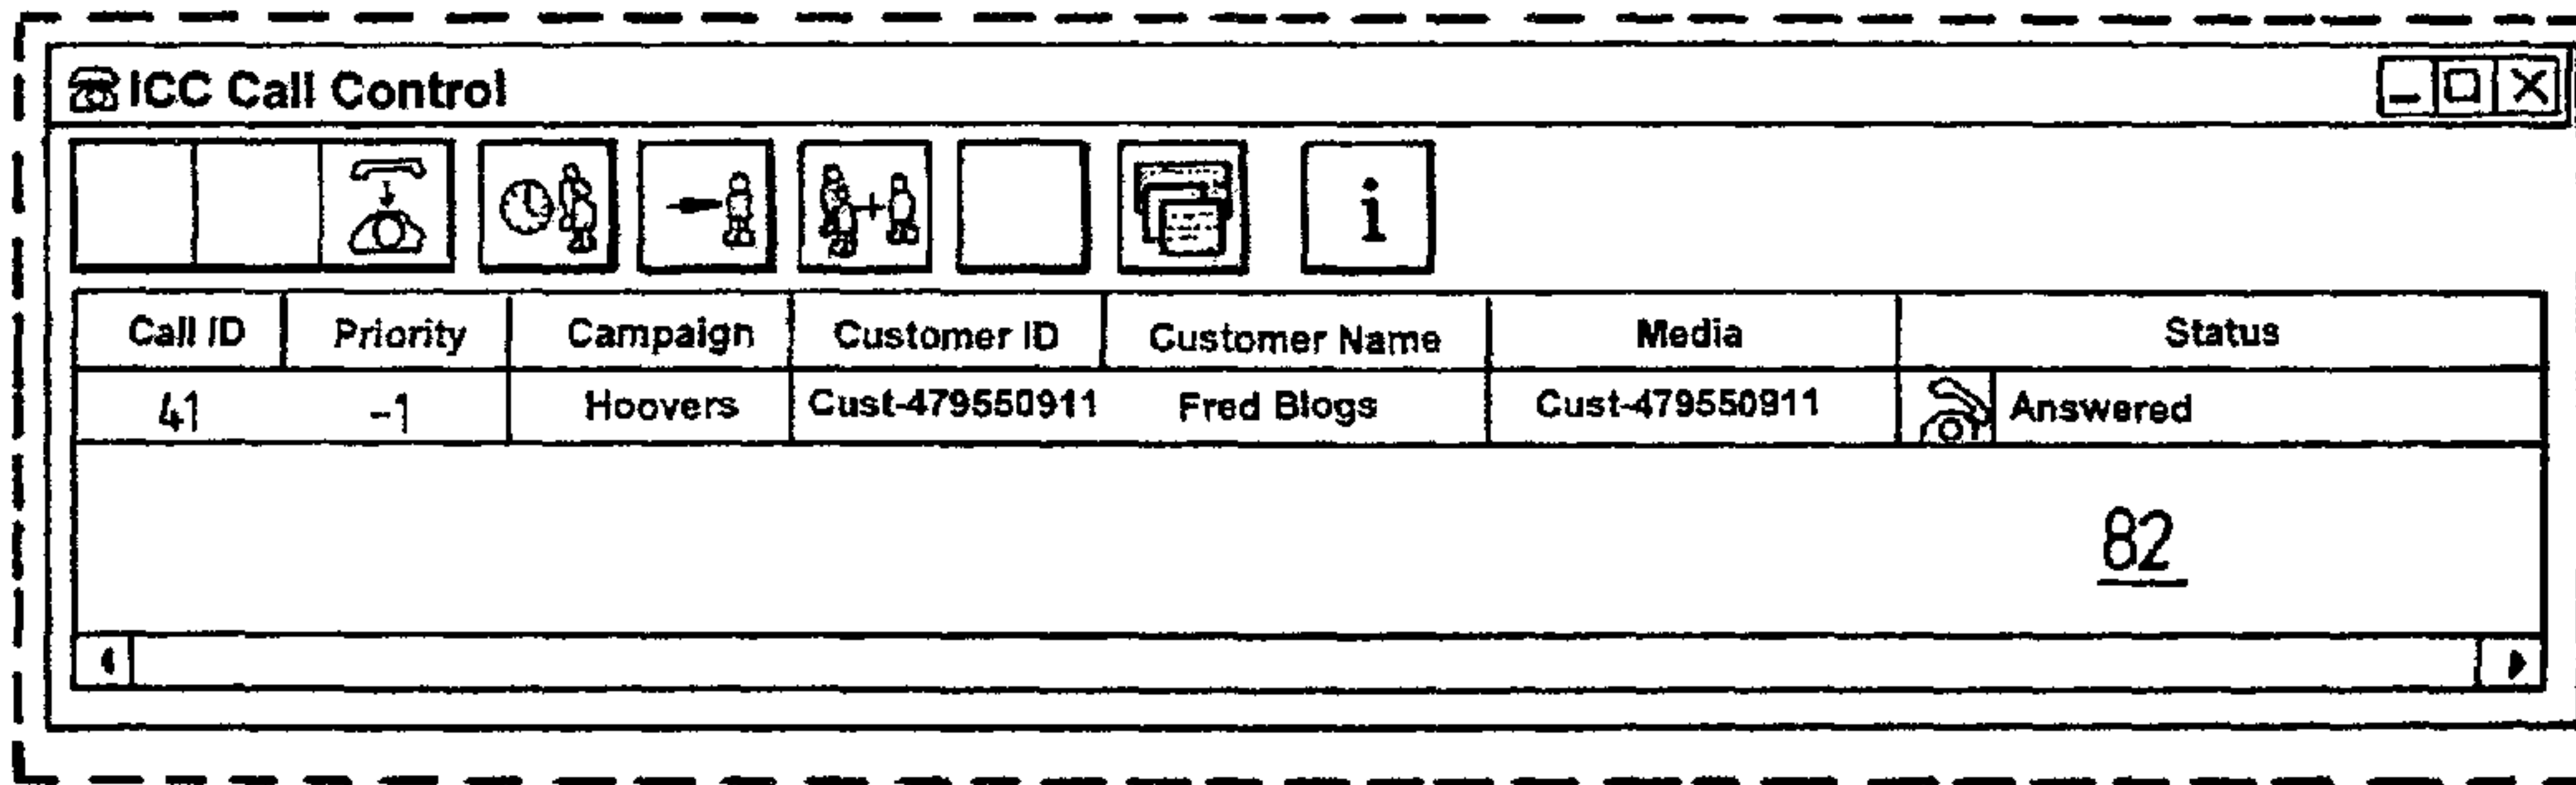 ICC Call Control
i
Call ID Priority Campaign Customer ID Customer Name Media Status
41 -1 Hoovers Cust-479550911 Fred Blogs Cust-479550911 Answered
82